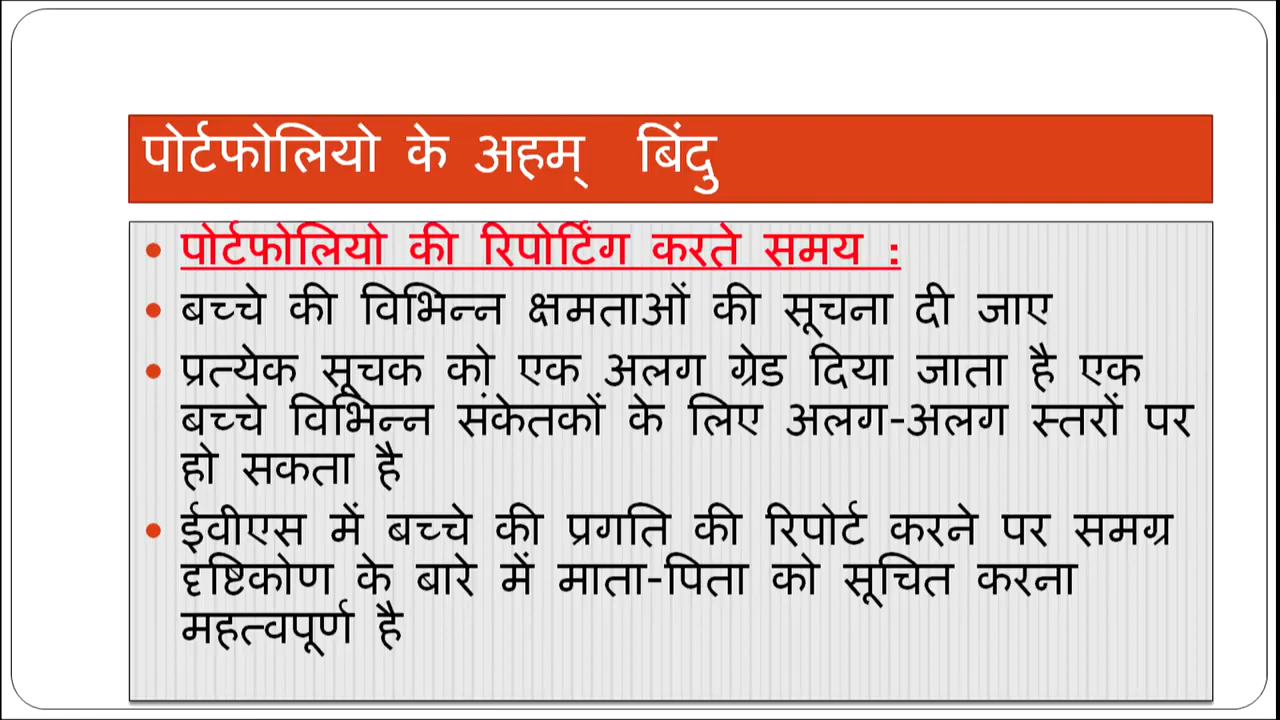 पोर्टफोलियो के अहम् बिंदु
पोर्टफोलियो की रिपोर्टिंग करते समय :
बच्चे की विभिन्न क्षमताओं की सूचना दी जाए
प्रत्येक सूचक को एक अलग ग्रेड दिया जाता है एक
बच्चे विभिन्न संकेतकों के लिए अलग-अलग स्तरों पर
हो सकता है
ईवीएस में बच्चे की प्रगति की रिपोर्ट करने पर समग्र
दृष्टिकोण के बारे में माता-पिता को सूचित करना
महत्वपूर्ण है